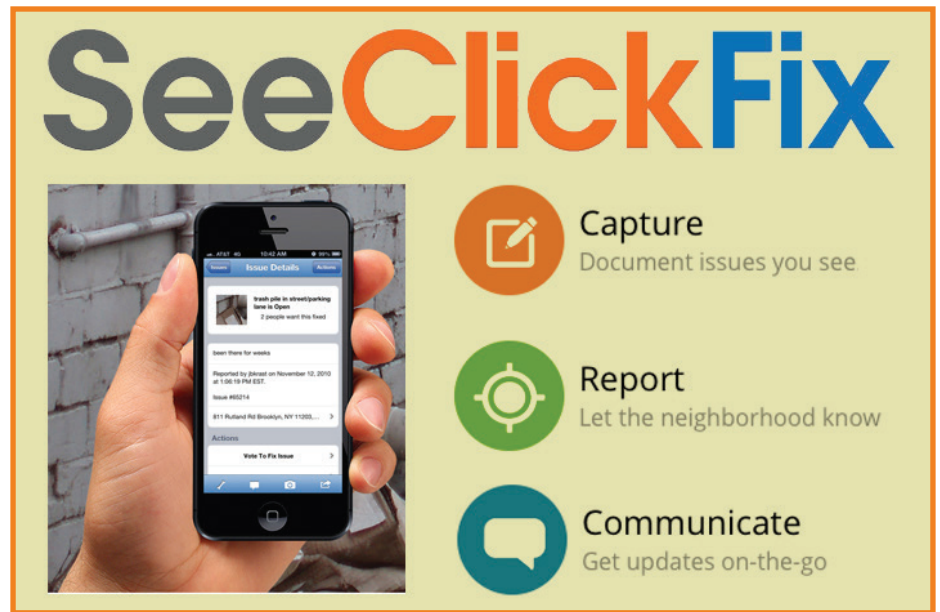 SeeClickFix
AT&T 4G 10:42 AM 99%
Issues Issue Details Actions
trash pile in street/parking
lane is Open
2 people want this fixed
been there for weeks
Reported by jbkrast on November 12, 2010
at 1:06:19 PM EST.
Issue #65214
811 Rutland Rd Brooklyn, NY 11203,...
Actions
Vote To Fix Issue
Capture
Document issues you see
Report
Let the neighborhood know
Communicate
Get updates on-the-go